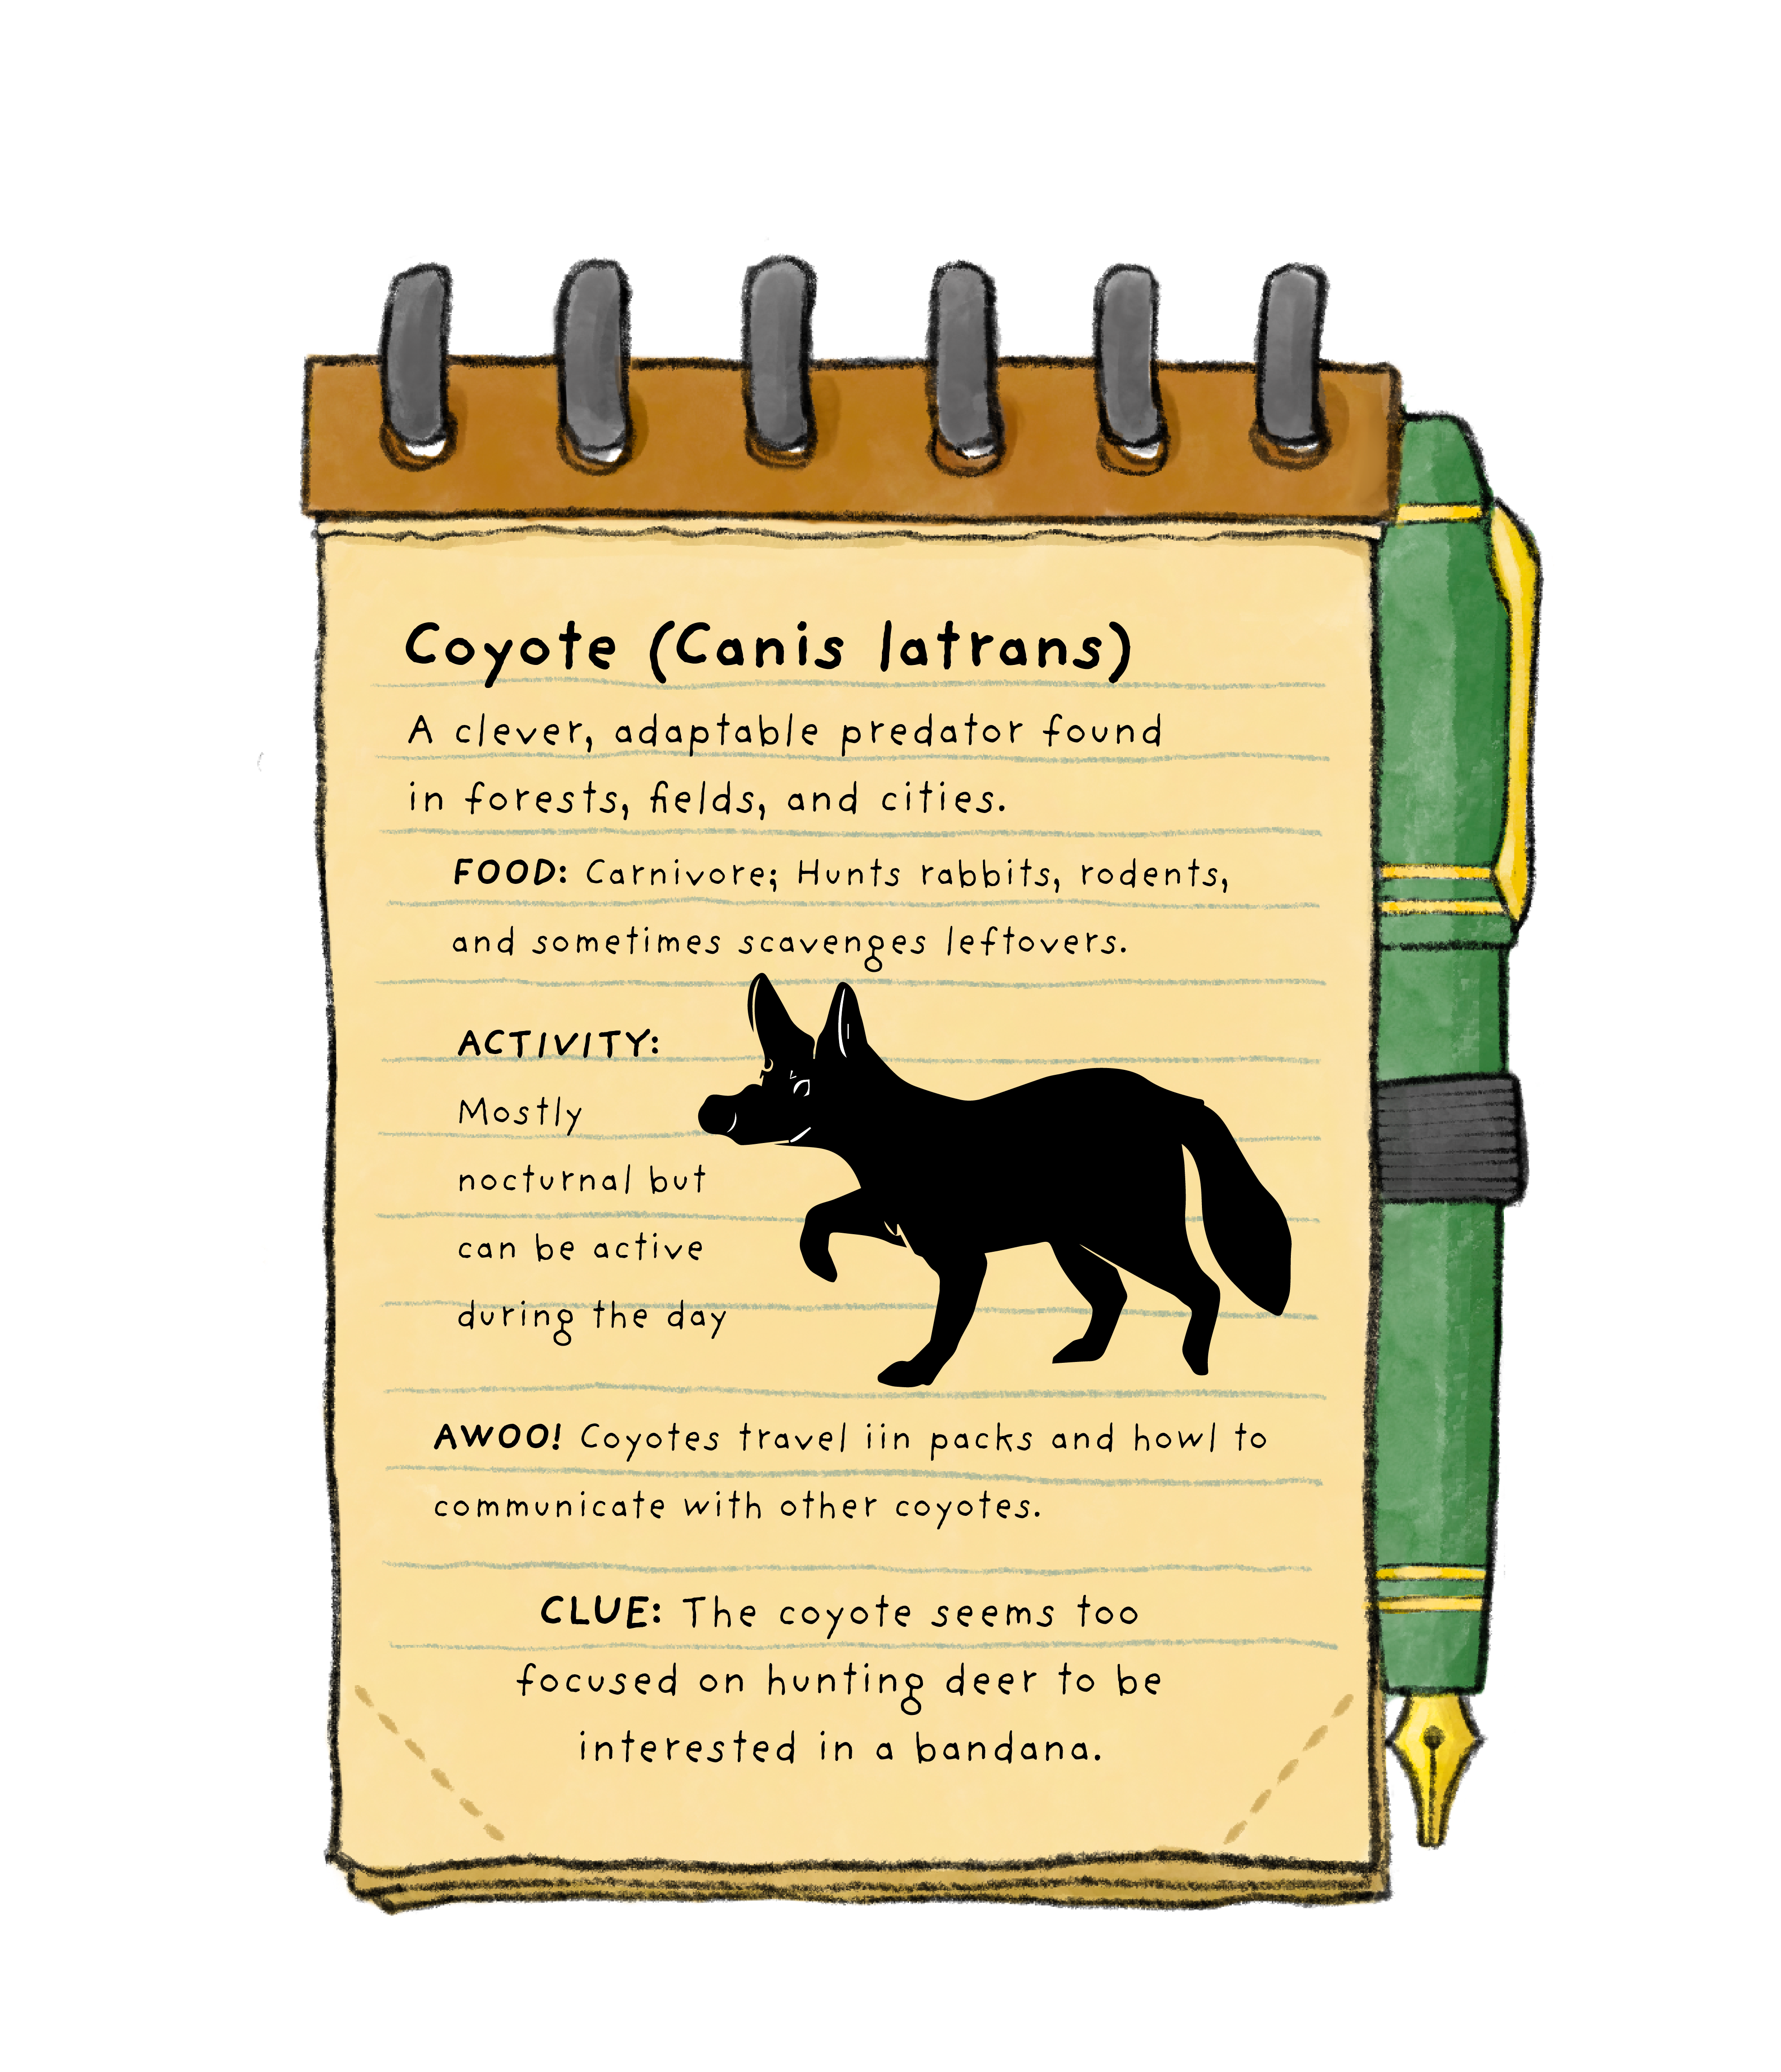 Coyote (Canis latrans)
A clever, adaptable predator found
in forests, fields, and cities.
FOOD: Carnivore; Hunts rabbits, rodents,
and sometimes scavenges leftovers.
ACTIVITY:
Mostly
nocturnal but
can be active
during the day
AWOO! Coyotes travel iin packs and howl to
communicate with other coyotes.
CLUE: The coyote seems too
focused on hunting deer to be
interested in a bandana.